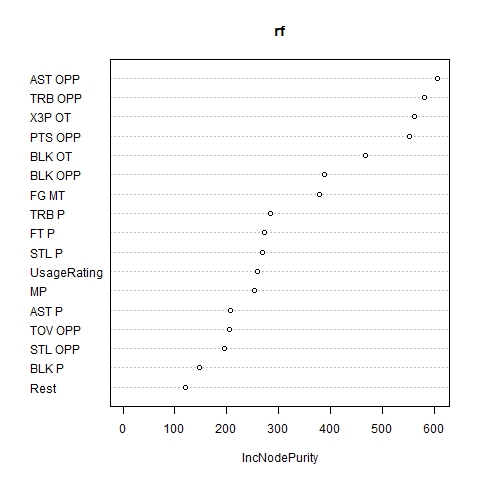 rf
AST OPP
TRB OPP
X3P OT
PTS OPP
BLK OT
BLK OPP
FG MT
TRB P
FT P
STL P
UsageRating
MP
AST P
TOV OPP
STL OPP
BLK P
Rest
0 100 200 300 400 500 600
IncNodePurity